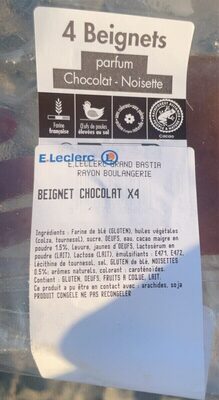 4 Beignets
parfum
Chocolat - Noisette
Farine
française
Œufs de poules
élevées au sol
Cacao
E.Leclerc L
E.LECLERC GRAND BASTIA
RAYON BOULANGERIE
BEIGNET CHOCOLAT X4
Ingrédients : Farine de blé (GLUTEN), huiles végétales
(colza, tournesol), sucre, OEUFS, eau, cacao maigre en
poudre 1,5%, levure, jaunes d'OEUFS, Lactosérum en
poudre (LAIT), Lactose (LAIT), émulsifiants : E471, E472,
lécithine de tournesol, sel, GLUTEN de blé, NOISETTES
0,5%, arômes naturels, colorant : caroténoïdes.
Contient : GLUTEN, OEUFS, FRUITS A COQUE, LAIT.
Ce produit a pu être en contact avec : arachides, soja
PRODUIT CONGELE NE PAS RECONGELER